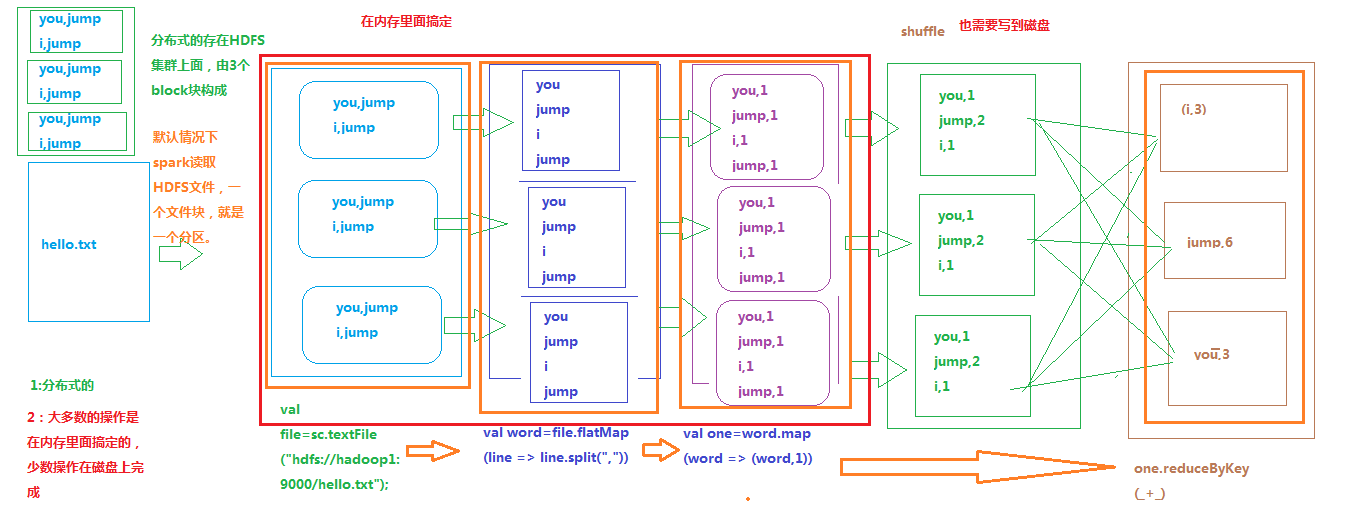 you,jump
i,jump
you,jump
i,jump
you,jump
i,jump
分布式的存在HDFS
集群上面，由3个
block块构成
默认情况下
spark读取
HDFS文件，一
个文件块，就是
一个分区。
hello.txt
1:分布式的
2：大多数的操作是
在内存里面搞定的，
少数操作在磁盘上完
成
在内存里面搞定
you,jump
i,jump
you,jump
i,jump
you,jump
i,jump
val
file=sc.textFile
("hdfs://hadoop1:
9000/hello.txt");
you
jump
i
jump
you
jump
i
jump
you
jump
i
jump
val word=file.flatMap
(line => line.split(","))
you,1
jump,1
i,1
jump,1
you,1
jump,1
i,1
jump,1
you,1
jump,1
i,1
jump,1
val one=word.map
(word => (word,1))
shuffle
也需要写到磁盘
you,1
jump,2
i,1
you,1
jump,2
i,1
you,1
jump,2
i,1
(i,3)
jump,6
you,3
one.reduceByKey
(_+_)